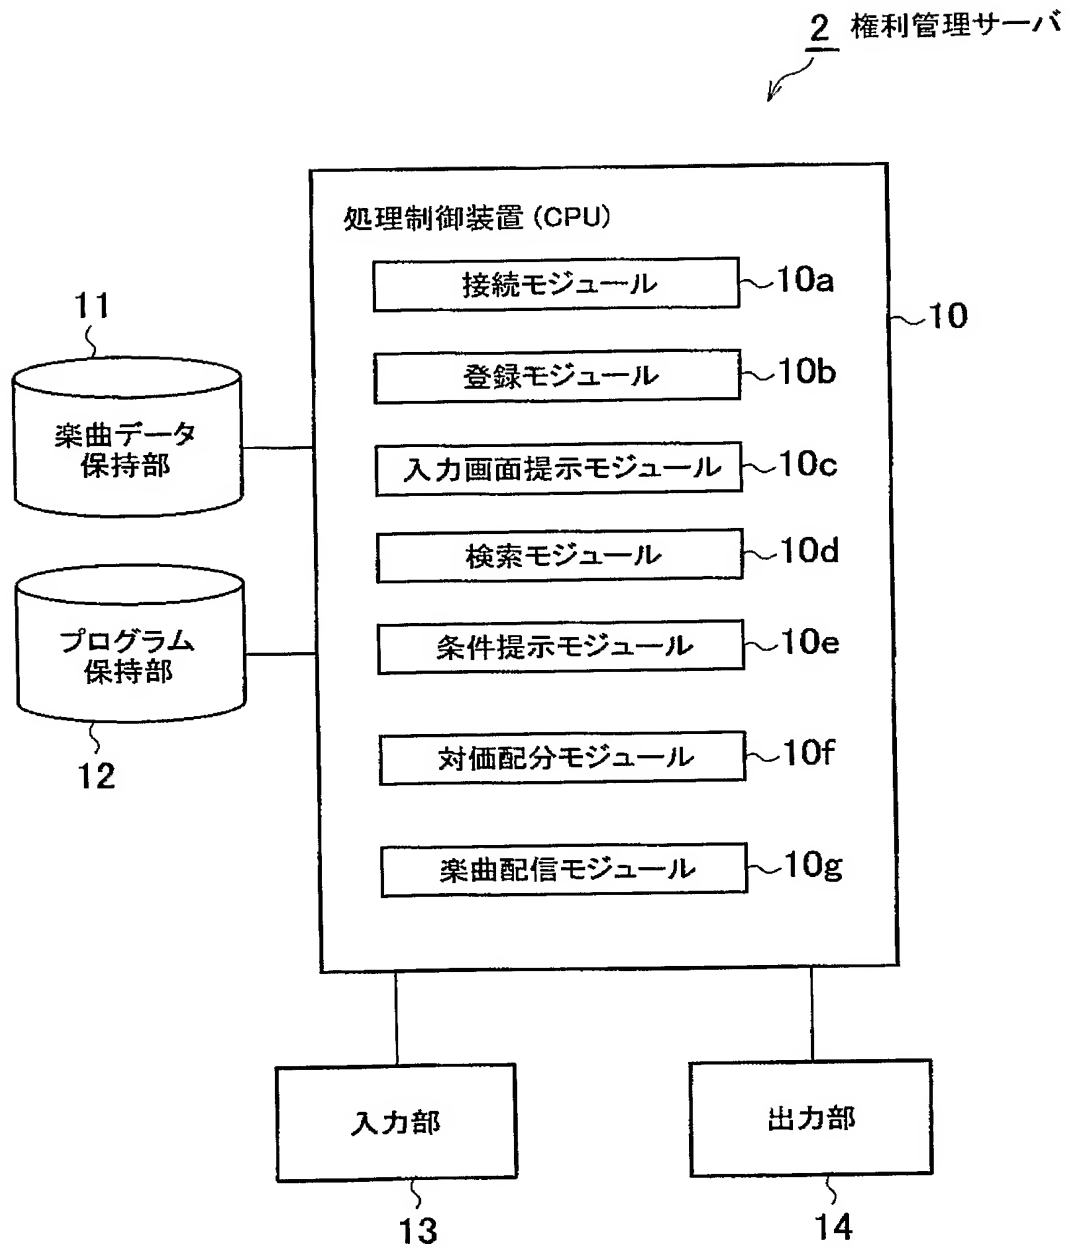 2 権利管理サーバ
処理制御装置(CPU)
接続モジュール 10a
10
11
登録モジュール 10b
楽曲データ
保持部
入力画面提示モジュール 10c
検索モジュール 10d
プログラム
保持部
条件提示モジュール 10e
12
対価配分モジュール 10f
楽曲配信モジュール 10g
入力部
出力部
13
14